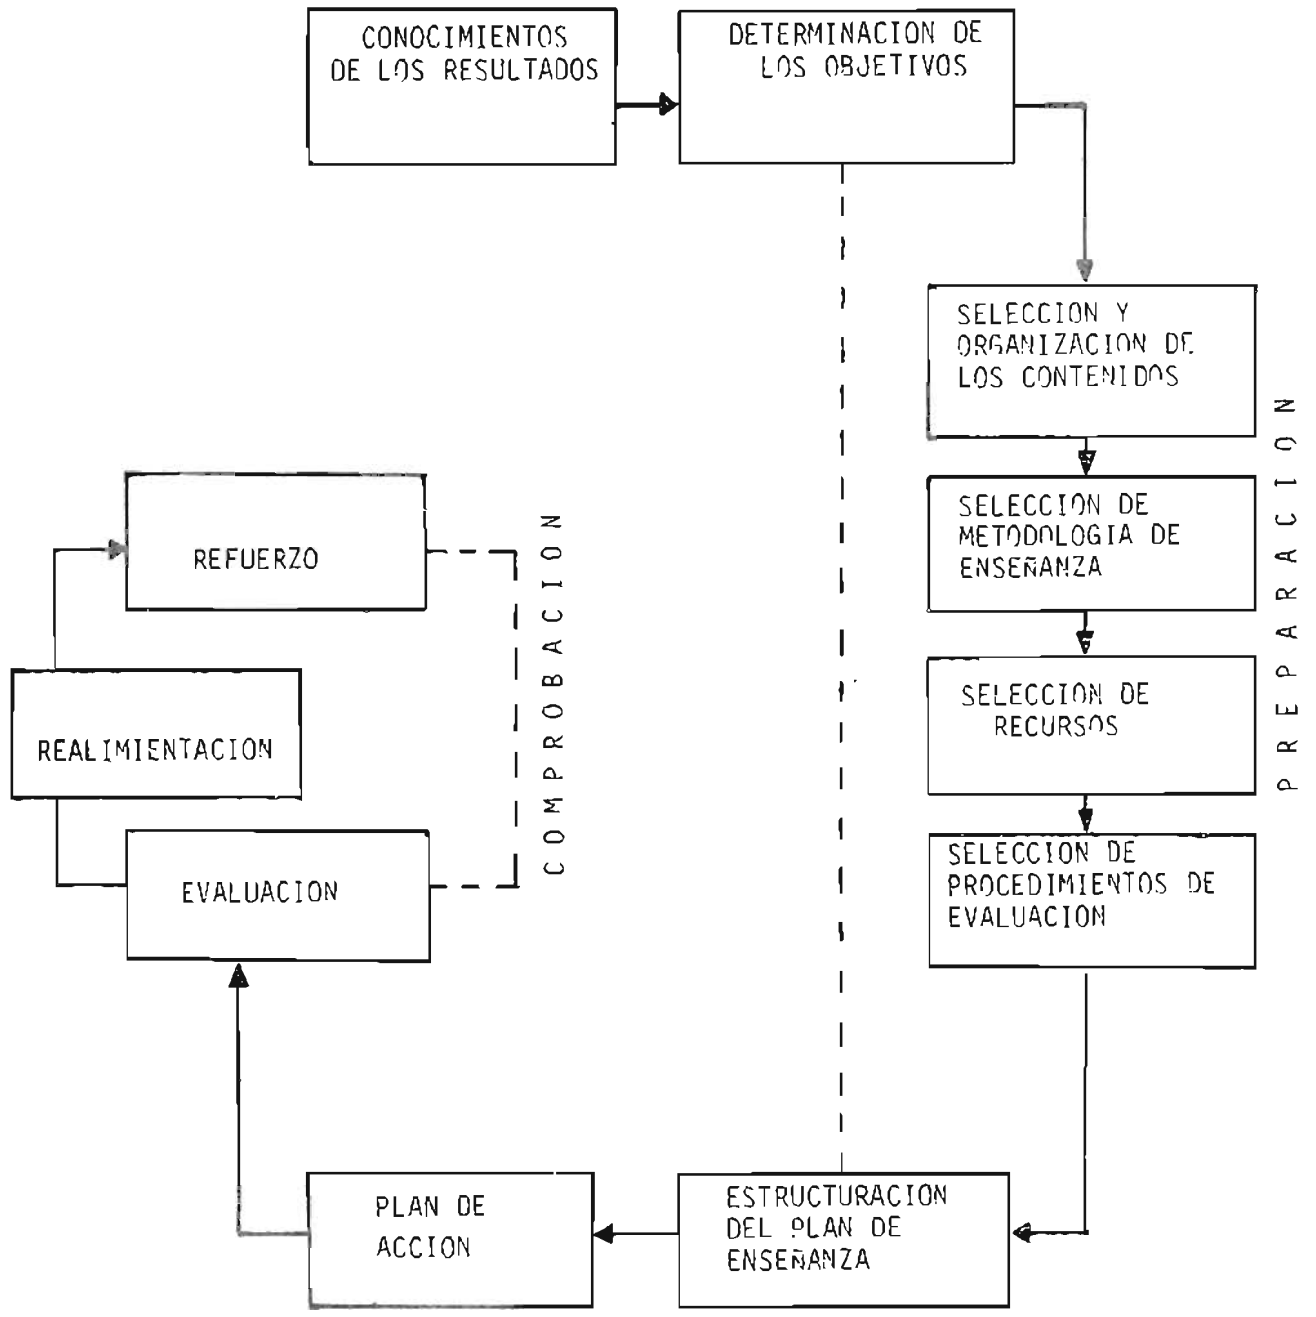 CONOCIMIENTOS
DE LOS RESULTADOS
DETERMINACION DE
LOS OBJETIVOS
SELECCION Y
ORGANIZACION DE
LOS CONTENIDOS
SELECCION DE
METODOLOGIA DE
ENSEÑANZA
SELECCION DE
RECURSOS
SELECCION DE
PROCEDIMIENTOS DE
EVALUACION
PREPARACION
ESTRUCTURACION
DEL PLAN DE
ENSEÑANZA
PLAN DE
ACCION
EVALUACION
REALIMIENTACION
REFUERZO
COMPROBACION